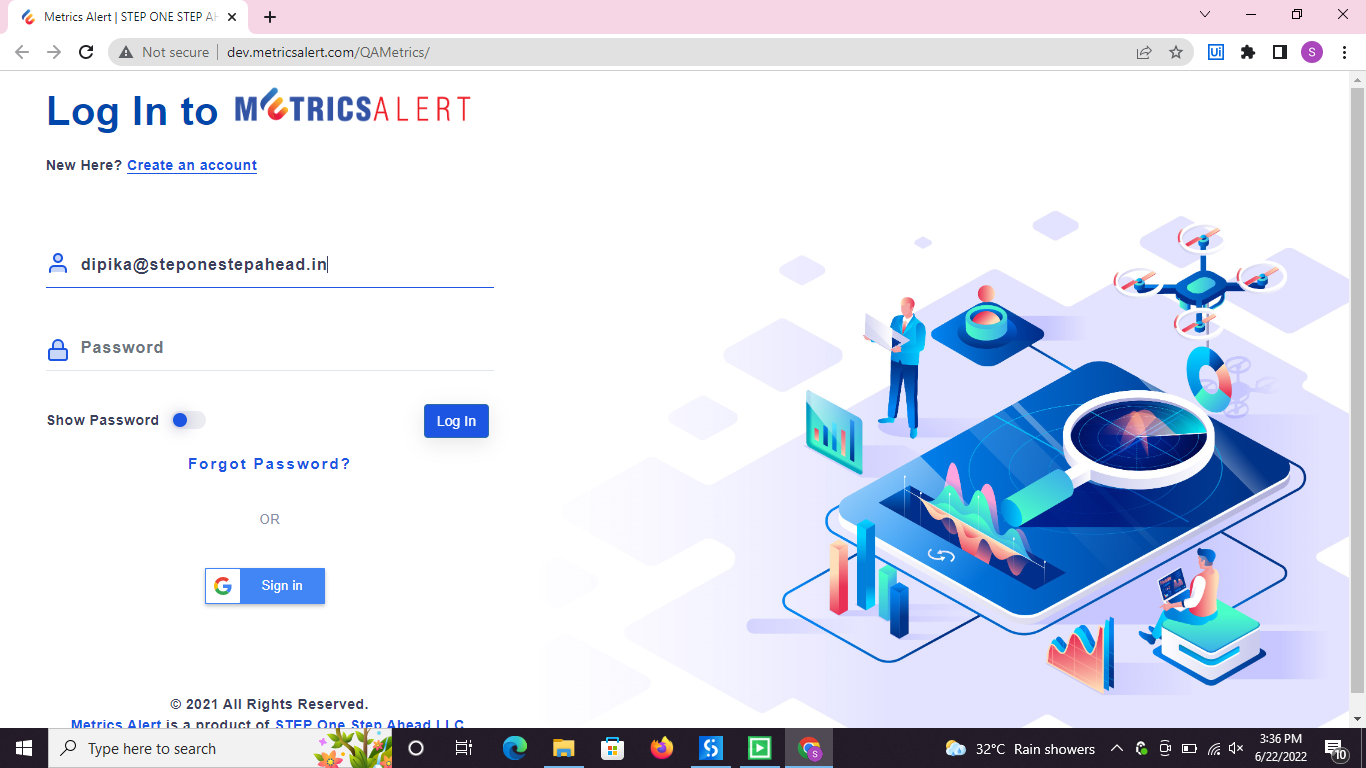 Metrics Alert | STEP ONE STEP AH
Not secure | dev.metricsalert.com/QAMetrics/
Ui
S
Log In to METRICSALERT
New Here? Create an account
dipika@steponestepahead.in
Password
Show Password
Log In
Forgot Password?
OR
G Sign in
© 2021 All Rights Reserved.
Metrics Alert is a product of STEP One Step Ahead LLC
Type here to search
S
32°C Rain showers
3:36 PM
6/22/2022
10